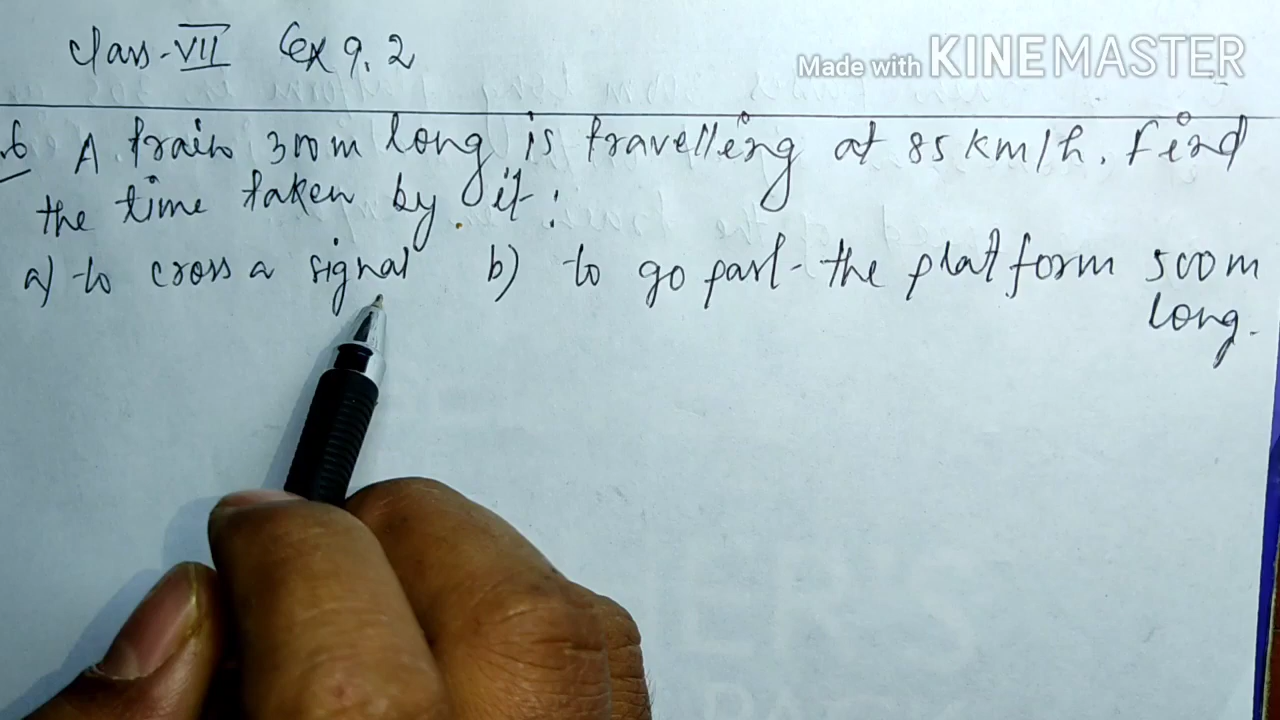 Class-VII Ex 9.2
Made with KINEMASTER
.6 A train 300m long is travelling at 85 km/h. Find
the time taken by it:
a) to cross a signal b) to go past the platform 500m
long.